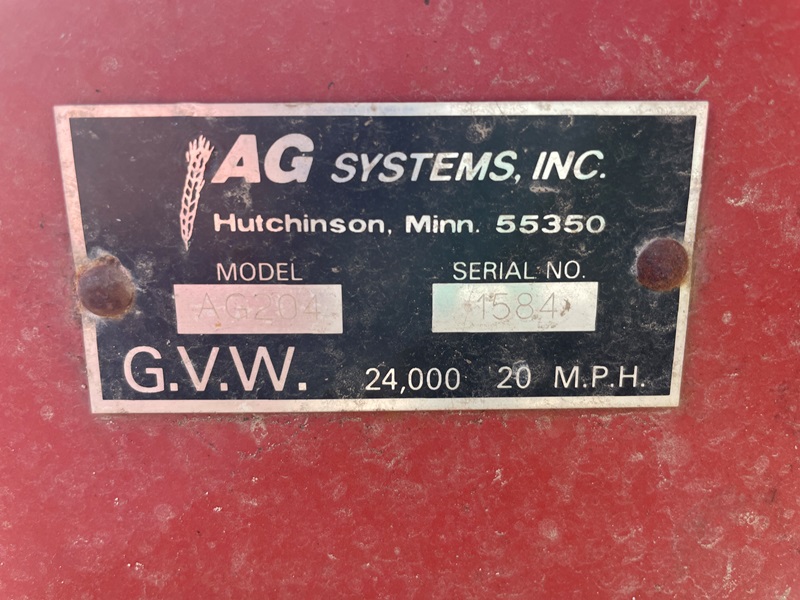 AG SYSTEMS, INC.
Hutchinson, Minn. 55350
MODEL SERIAL NO.
AG204 1584
G.V.W. 24,000 20 M.P.H.